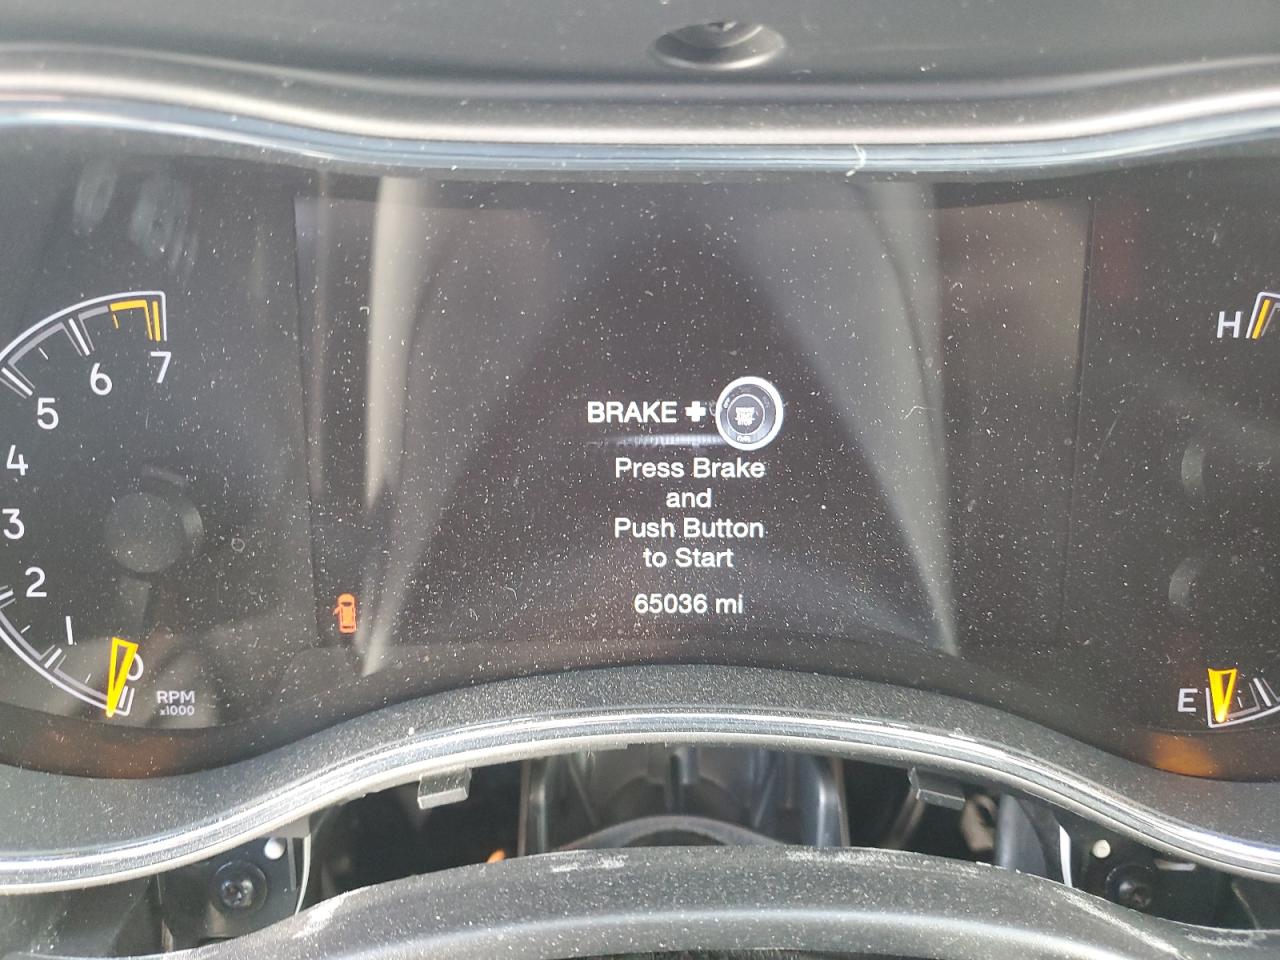 BRAKE +
Press Brake
and
Push Button
to Start
65036 mi
7
6
5
4
3
2
1
0
RPM
x1000
H
E